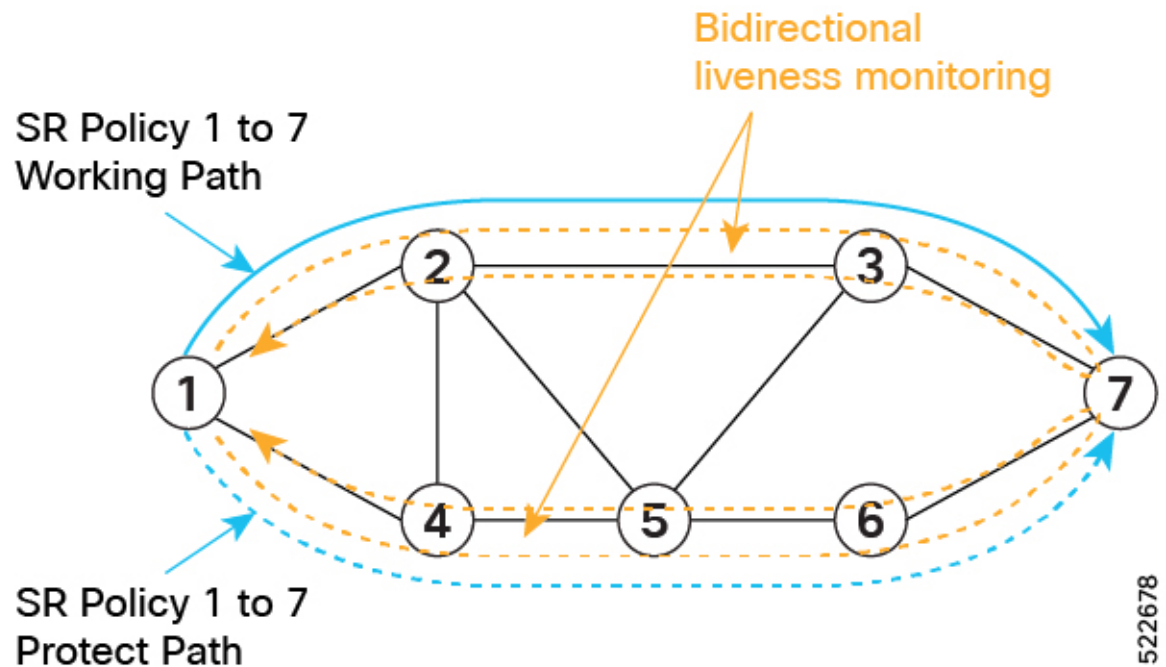 Bidirectional
liveness monitoring
SR Policy 1 to 7
Working Path
2
3
1
7
4
5
6
SR Policy 1 to 7
Protect Path
522678